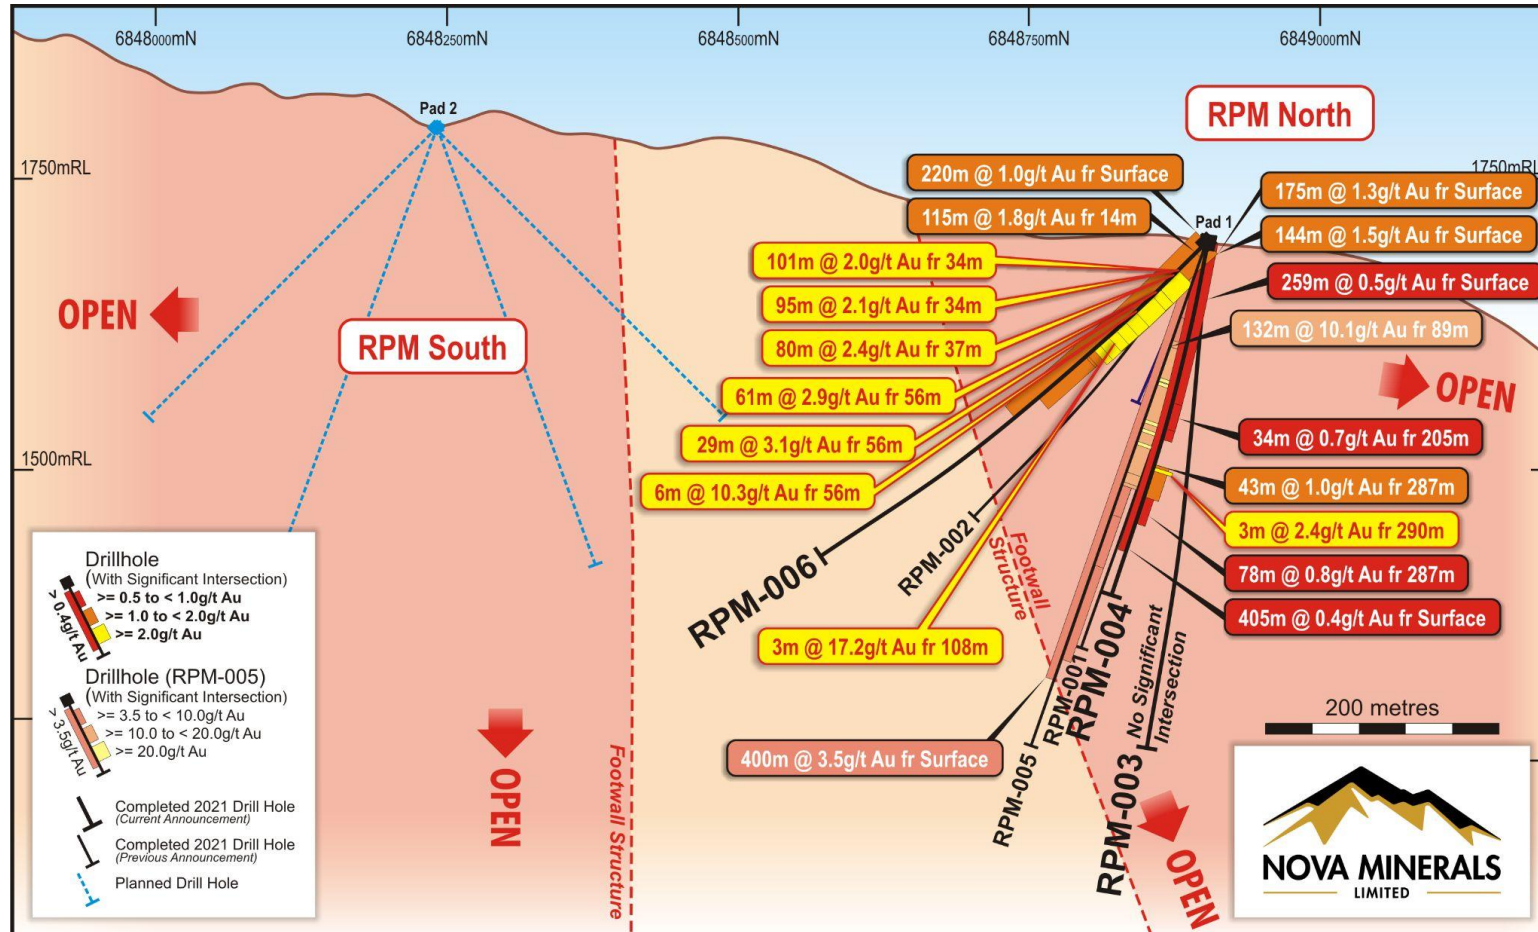 6848000mN
6848250mN
6848500mN
6848750mN
6849000mN
Pad 2
RPM North
1750mRL
1750mRL
220m @ 1.0g/t Au fr Surface
175m @ 1.3g/t Au fr Surface
115m @ 1.8g/t Au fr 14m
Pad 1
144m @ 1.5g/t Au fr Surface
101m @ 2.0g/t Au fr 34m
259m @ 0.5g/t Au fr Surface
95m @ 2.1g/t Au fr 34m
OPEN
RPM South
132m @ 10.1g/t Au fr 89m
80m @ 2.4g/t Au fr 37m
OPEN
61m @ 2.9g/t Au fr 56m
29m @ 3.1g/t Au fr 56m
34m @ 0.7g/t Au fr 205m
1500mRL
6m @ 10.3g/t Au fr 56m
43m @ 1.0g/t Au fr 287m
3m @ 2.4g/t Au fr 290m
78m @ 0.8g/t Au fr 287m
405m @ 0.4g/t Au fr Surface
RPM-006
RPM-002
Footwall
Structure
3m @ 17.2g/t Au fr 108m
400m @ 3.5g/t Au fr Surface
RPM-005
RPM-001
RPM-004
RPM-003
No Significant
Intersection
OPEN
OPEN
Footwall Structure
200 metres
Drillhole
(With Significant Intersection)
> 0.4g/t Au
>= 0.5 to < 1.0g/t Au
>= 1.0 to < 2.0g/t Au
>= 2.0g/t Au
Drillhole (RPM-005)
(With Significant Intersection)
> 3.5g/t Au
>= 3.5 to < 10.0g/t Au
>= 10.0 to < 20.0g/t Au
>= 20.0g/t Au
Completed 2021 Drill Hole
(Current Announcement)
Completed 2021 Drill Hole
(Previous Announcement)
Planned Drill Hole
NOVA MINERALS
LIMITED